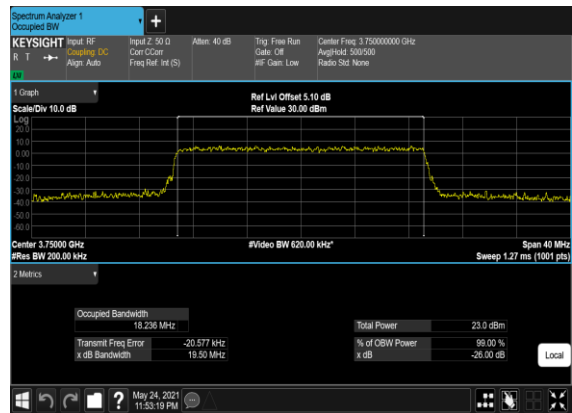 Spectrum Analyzer 1
Occupied BW
KEYSIGHT Input: RF Input Z: 50 Ω Atten: 40 dB Trig: Free Run Center Freq: 3.750000000 GHz
R T Coupling: DC Corr CCorr Gate: Off Avg|Hold: 500/500
Align: Auto Freq Ref: Int (S) #IF Gain: Low Radio Std: None
1 Graph
Ref Lvl Offset 5.10 dB
Scale/Div 10.0 dB Ref Value 30.00 dBm
Log
20.0
10.0
0.00
-10.0
-20.0
-30.0
-40.0
-50.0
-60.0
Center 3.75000 GHz #Video BW 620.00 kHz* Span 40 MHz
#Res BW 200.00 kHz Sweep 1.27 ms (1001 pts)
2 Metrics
Occupied Bandwidth
18.236 MHz Total Power 23.0 dBm
Transmit Freq Error -20.577 kHz % of OBW Power 99.00 %
x dB Bandwidth 19.50 MHz x dB -26.00 dB
Local
? May 24, 2021
11:53:19 PM